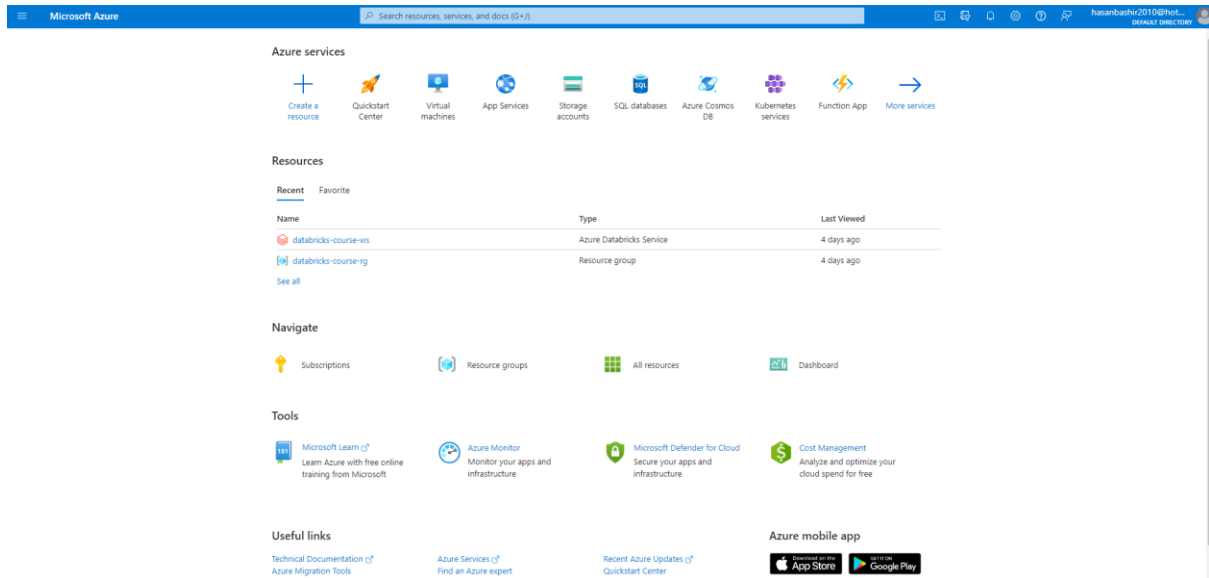 Microsoft Azure
Search resources, services, and docs (G+/)
hasanbashir2010@hot...
DEFAULT DIRECTORY
Azure services
Create a resource
Quickstart Center
Virtual machines
App Services
Storage accounts
SQL
SQL databases
Azure Cosmos DB
Kubernetes services
Function App
More services
Resources
Recent Favorite
Name Type Last Viewed
databricks-course-ws Azure Databricks Service 4 days ago
databricks-course-rg Resource group 4 days ago
See all
Navigate
Subscriptions Resource groups All resources Dashboard
Tools
101
Microsoft Learn
Learn Azure with free online
training from Microsoft
Azure Monitor
Monitor your apps and
infrastructure
Microsoft Defender for Cloud
Secure your apps and
infrastructure
Cost Management
Analyze and optimize your
cloud spend for free
Useful links
Technical Documentation Azure Services Recent Azure Updates
Azure Migration Tools Find an Azure expert Quickstart Center
Azure mobile app
Download on the
App Store
GET IT ON
Google Play